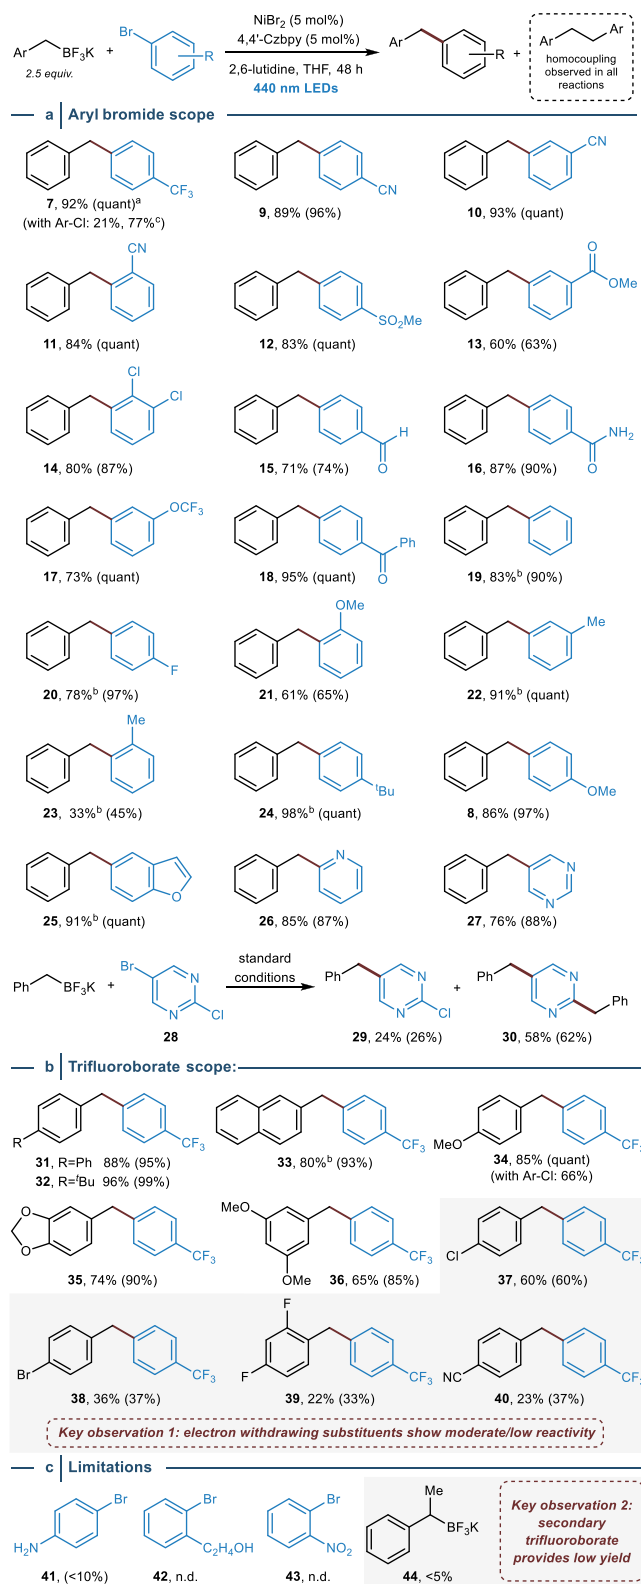 Ar BF3K + Br R NiBr2 (5 mol%) Ar R + Ar Ar
4,4'-Czbpy (5 mol%)
2.5 equiv.
2,6-lutidine, THF, 48 h
440 nm LEDs
homocoupling
observed in all
reactions
a Aryl bromide scope
CF3 CN CN
7, 92% (quant)a
(with Ar-Cl: 21%, 77%c)
9, 89% (96%)
10, 93% (quant)
CN SO2Me O OMe
11, 84% (quant)
12, 83% (quant)
13, 60% (63%)
Cl Cl H O NH2 O
14, 80% (87%)
15, 71% (74%)
16, 87% (90%)
OCF3 Ph O
17, 73% (quant)
18, 95% (quant)
19, 83%b (90%)
F OMe Me
20, 78%b (97%)
21, 61% (65%)
22, 91%b (quant)
Me tBu OMe
23, 33%b (45%)
24, 98%b (quant)
8, 86% (97%)
O N N N
25, 91%b (quant)
26, 85% (87%)
27, 76% (88%)
Ph BF3K + Br N N Cl standard
conditions
Ph N N Cl + Ph N N Ph
28
29, 24% (26%)
30, 58% (62%)
b Trifluoroborate scope:
R CF3 CF3 MeO CF3
31, R=Ph 88% (95%)
32, R=tBu 96% (99%)
33, 80%b (93%)
34, 85% (quant)
(with Ar-Cl: 66%)
O O CF3 MeO OMe CF3 Cl CF3
35, 74% (90%)
36, 65% (85%)
37, 60% (60%)
Br CF3 F F CF3 NC CF3
38, 36% (37%)
39, 22% (33%)
40, 23% (37%)
Key observation 1: electron withdrawing substituents show moderate/low reactivity
c Limitations
Br H2N Br C2H4OH Br NO2 Me BF3K
41, (<10%)
42, n.d.
43, n.d.
44, <5%
Key observation 2:
secondary
trifluoroborate
provides low yield